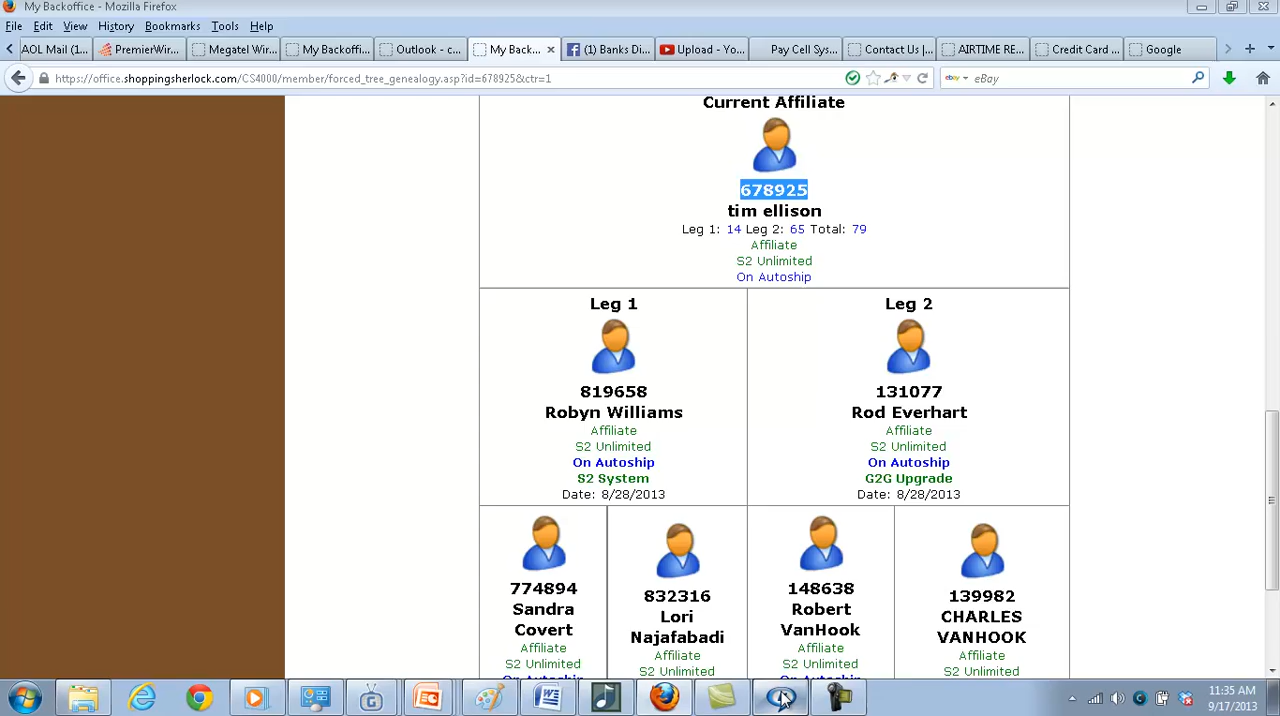 My Backoffice - Mozilla Firefox
File Edit View History Bookmarks Tools Help
AOL Mail (1... PremierWir... Megatel Wir... My Backoffi... Outlook - c... My Back... (1) Banks Di... Upload - Yo... Pay Cell Sys... Contact Us |... AIRTIME RE... Credit Card ... Google
https://office.shoppingsherlock.com/CS4000/member/forced_tree_genealogy.asp?id=678925&ctr=1
ebay eBay
Current Affiliate
678925
tim ellison
Leg 1: 14 Leg 2: 65 Total: 79
Affiliate
S2 Unlimited
On Autoship
Leg 1 Leg 2
819658 131077
Robyn Williams Rod Everhart
Affiliate Affiliate
S2 Unlimited S2 Unlimited
On Autoship On Autoship
S2 System G2G Upgrade
Date: 8/28/2013 Date: 8/28/2013
774894 832316 148638 139982
Sandra Lori Robert CHARLES
Covert Najafabadi VanHook VANHOOK
Affiliate Affiliate Affiliate Affiliate
S2 Unlimited S2 Unlimited S2 Unlimited S2 Unlimited
On Autoship On Autoship
11:35 AM
9/17/2013